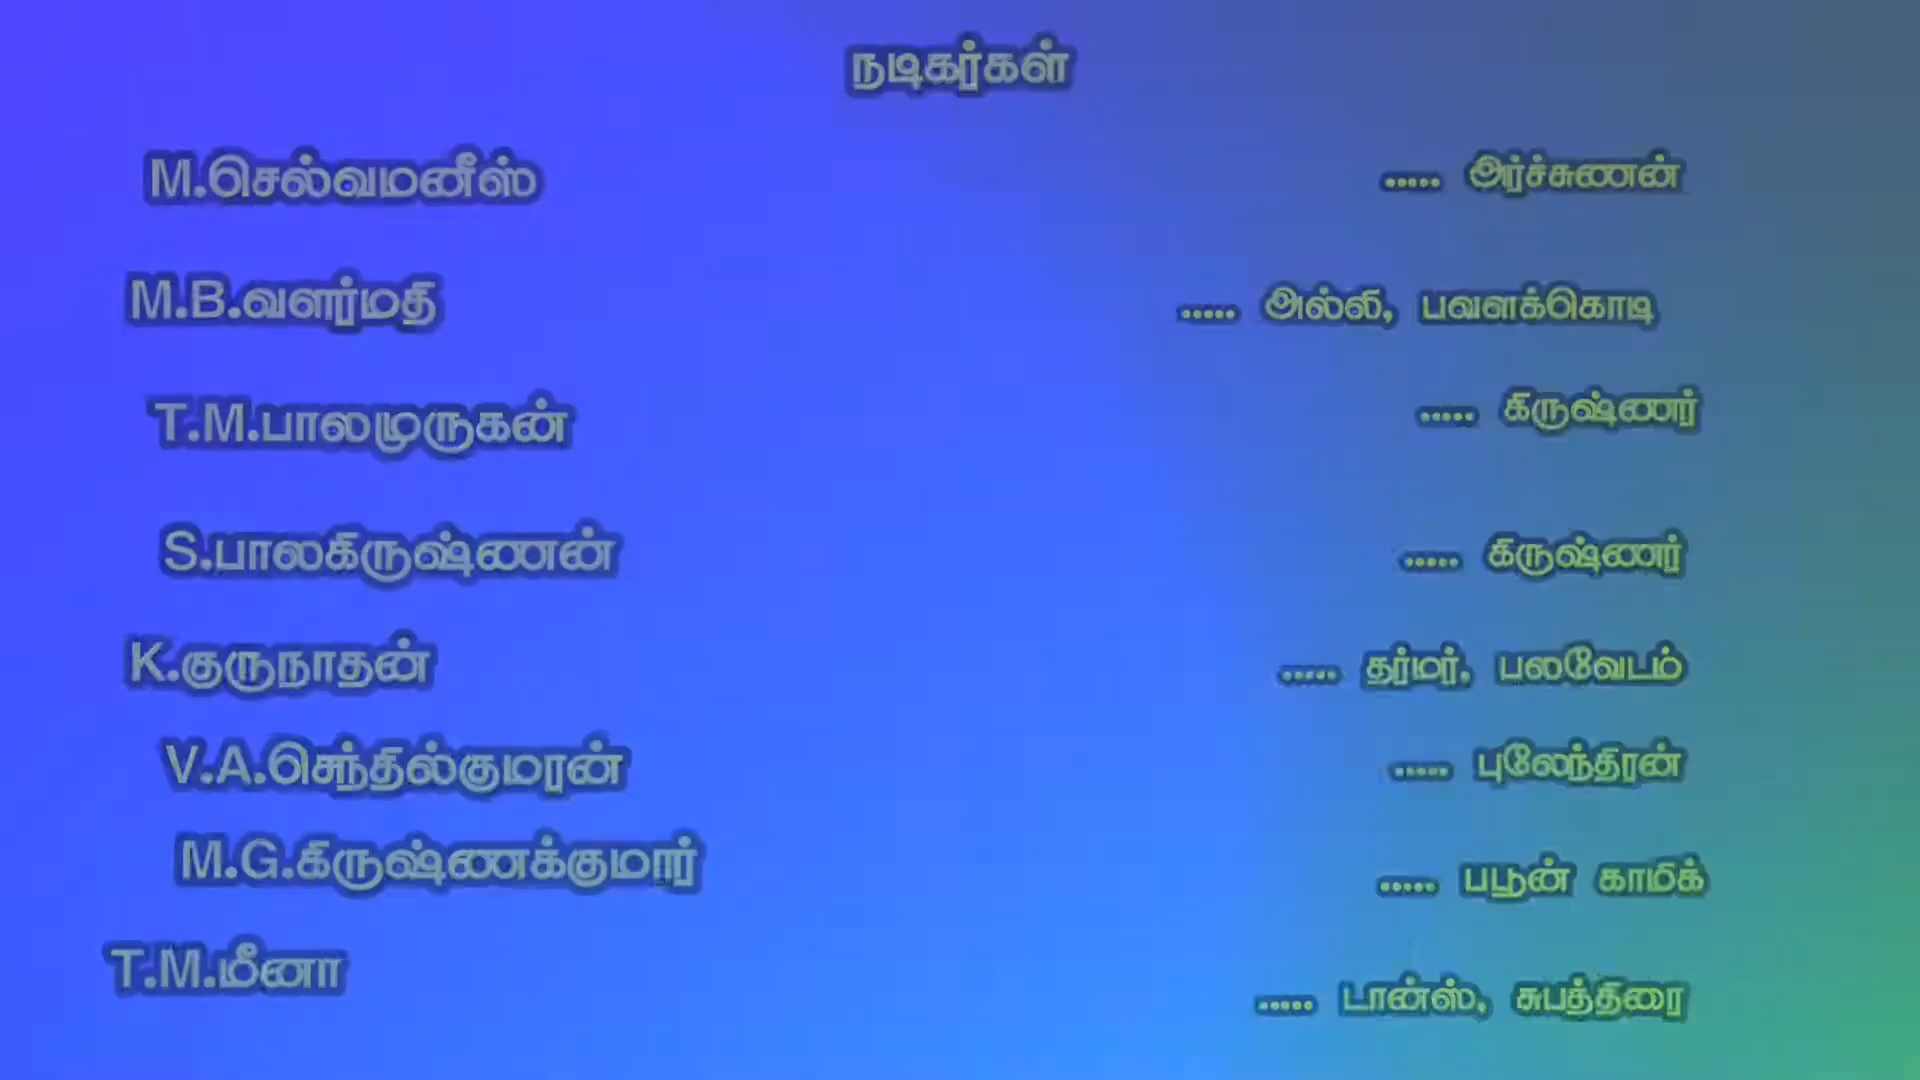 நடிகர்கள்
M.செல்வமனீஸ் ..... அர்ச்சுணன்
M.B.வளர்மதி ..... அல்லி, பவளக்கொடி
T.M.பாலமுருகன் ..... கிருஷ்ணர்
S.பாலகிருஷ்ணன் ..... கிருஷ்ணர்
K.குருநாதன் ..... தர்மர், பலவேடம்
V.A.செந்தில்குமரன் ..... புலேந்திரன்
M.G.கிருஷ்ணக்குமார் ..... பபூன் காமிக்
T.M.மீனா ..... டான்ஸ், சுபத்திரை